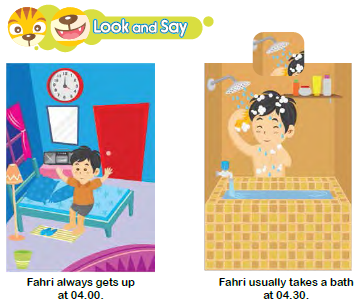 Look and Say
Fahri always gets up
at 04.00.
Fahri usually takes a bath
at 04.30.